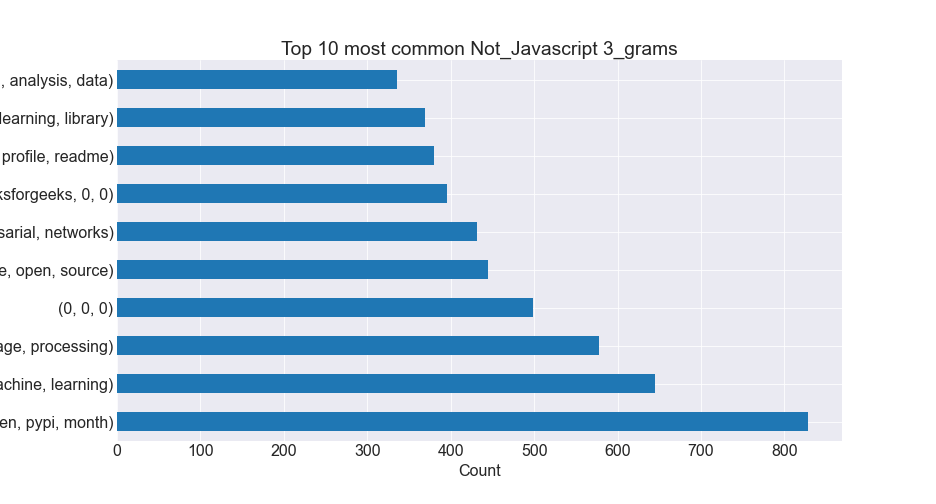 Top 10 most common Not_Javascript 3_grams
, analysis, data)
learning, library)
profile, readme)
ksforgeeks, 0, 0)
sarial, networks)
e, open, source)
(0, 0, 0)
age, processing)
achine, learning)
en, pypi, month)
0 100 200 300 400 500 600 700 800
Count